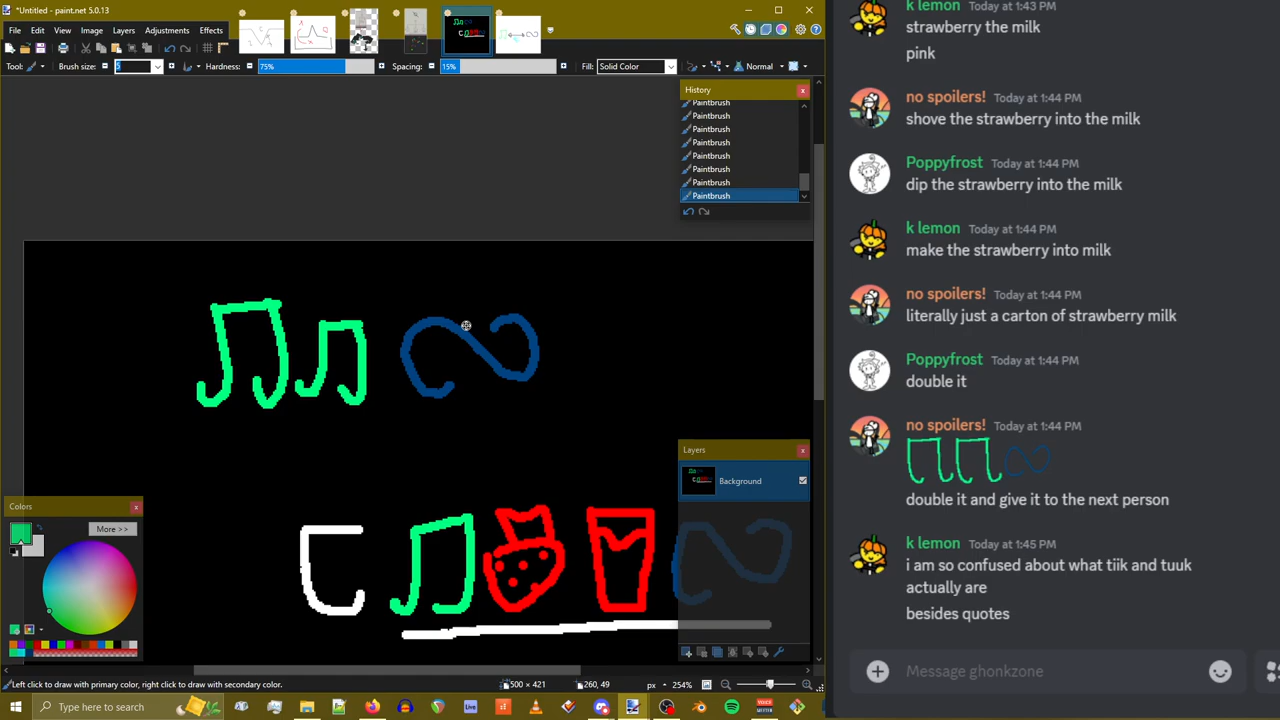 *Untitled - paint.net 5.0.13
File Edit View Image Layers Adjustments Effects
Tool: Brush size: 5 Hardness: 75% Spacing: 15% Fill: Solid Color Normal
History
Paintbrush
Paintbrush
Paintbrush
Paintbrush
Paintbrush
Paintbrush
Paintbrush
Paintbrush
Layers
Background
Colors
More >>
Left click to draw with primary color, right click to draw with secondary color.
500 × 421
260, 49
px
254%
Type here to search
Live
k lemon Today at 1:43 PM
strawberry the milk
pink
no spoilers! Today at 1:44 PM
shove the strawberry into the milk
Poppyfrost Today at 1:44 PM
dip the strawberry into the milk
k lemon Today at 1:44 PM
make the strawberry into milk
no spoilers! Today at 1:44 PM
literally just a carton of strawberry milk
Poppyfrost Today at 1:44 PM
double it
no spoilers! Today at 1:44 PM
double it and give it to the next person
k lemon Today at 1:45 PM
i am so confused about what tiik and tuuk
actually are
besides quotes
Message ghonkzone